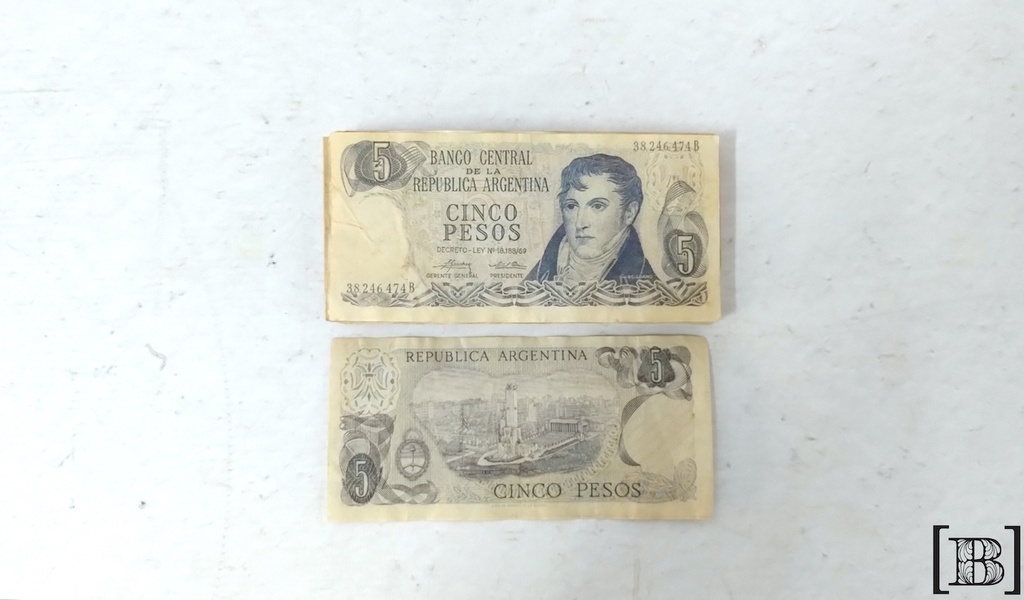 5
38.246.474 B
BANCO CENTRAL
DE LA
REPUBLICA ARGENTINA
CINCO
PESOS
DECRETO - LEY Nº 18.188/69
GERENTE GENERAL PRESIDENTE
5
38.246.474 B
REPUBLICA ARGENTINA
5
5
CINCO PESOS
[B]